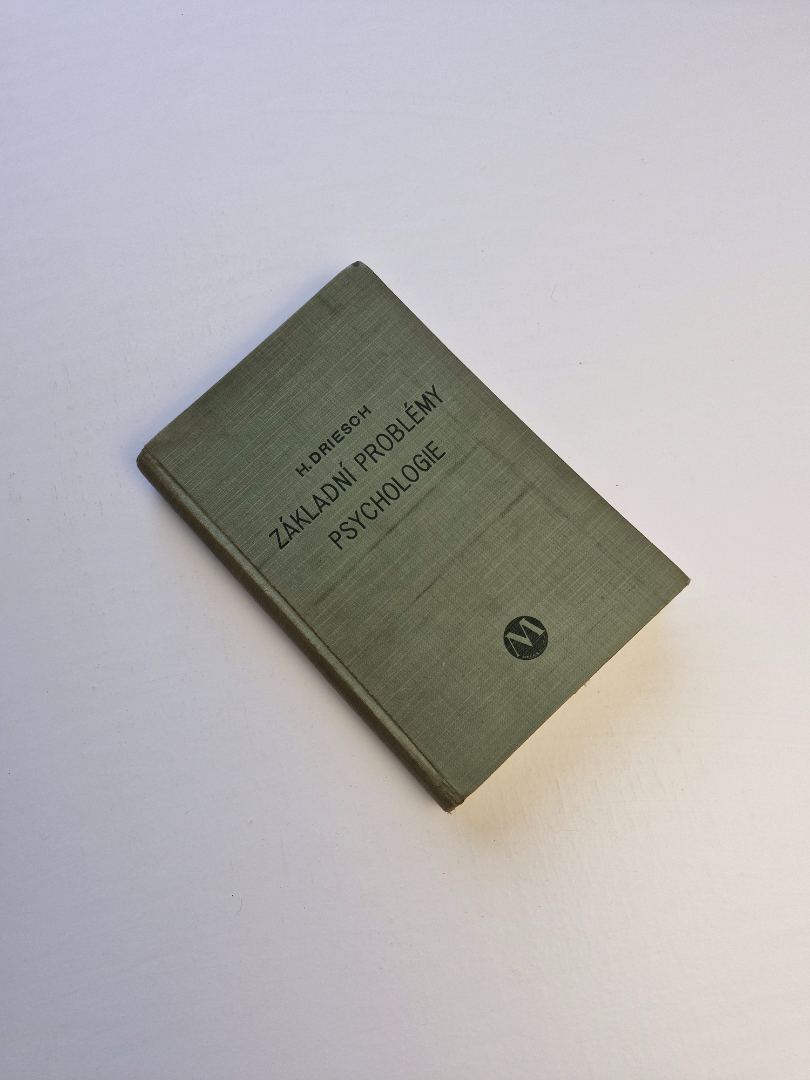 H. DRIESCH
ZÁKLADNÍ PROBLÉMY
PSYCHOLOGIE
M